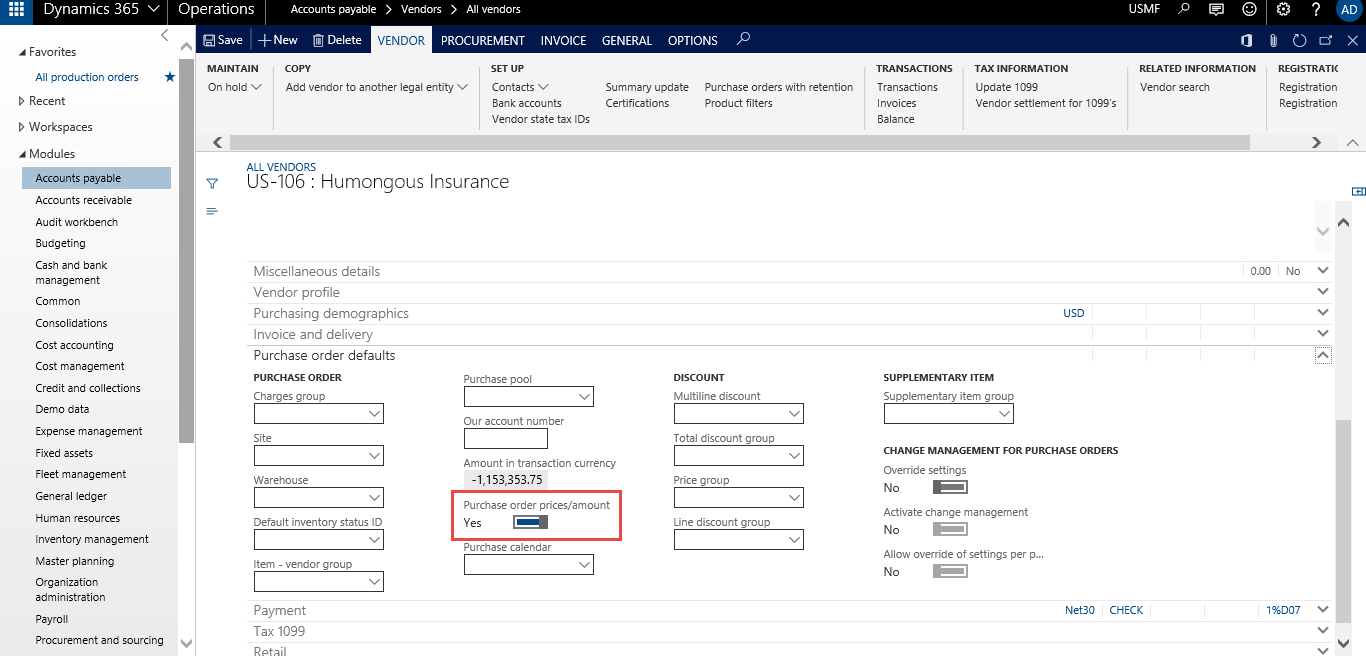 Dynamics 365
Operations
Accounts payable > Vendors > All vendors
USMF
?
AD
Favorites
All production orders
Recent
Workspaces
Modules
Accounts payable
Accounts receivable
Audit workbench
Budgeting
Cash and bank
management
Common
Consolidations
Cost accounting
Cost management
Credit and collections
Demo data
Expense management
Fixed assets
Fleet management
General ledger
Human resources
Inventory management
Master planning
Organization
administration
Payroll
Procurement and sourcing
Save
New
Delete
VENDOR
PROCUREMENT
INVOICE
GENERAL
OPTIONS
MAINTAIN
On hold
COPY
Add vendor to another legal entity
SET UP
Contacts
Bank accounts
Vendor state tax IDs
Summary update
Certifications
Purchase orders with retention
Product filters
TRANSACTIONS
Transactions
Invoices
Balance
TAX INFORMATION
Update 1099
Vendor settlement for 1099's
RELATED INFORMATION
Vendor search
REGISTRATIC
Registration
Registration
ALL VENDORS
US-106 : Humongous Insurance
Miscellaneous details 0.00 No
Vendor profile
Purchasing demographics USD
Invoice and delivery
Purchase order defaults
PURCHASE ORDER
Charges group
Site
Warehouse
Default inventory status ID
Item - vendor group
Purchase pool
Our account number
Amount in transaction currency
-1,153,353.75
Purchase order prices/amount
Yes
Purchase calendar
DISCOUNT
Multiline discount
Total discount group
Price group
Line discount group
SUPPLEMENTARY ITEM
Supplementary item group
CHANGE MANAGEMENT FOR PURCHASE ORDERS
Override settings
No
Activate change management
No
Allow override of settings per p...
No
Payment Net30 CHECK 1%D07
Tax 1099
Retail